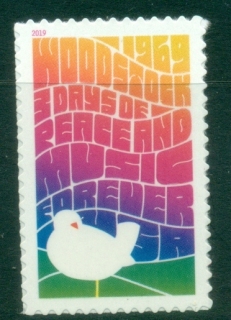 2019
1969
WOODSTOCK
3 DAYS OF
PEACE AND
MUSIC
FOREVER
USA